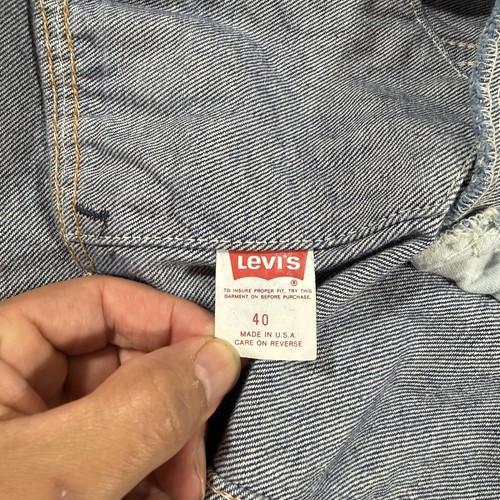 LEVI'S
®
TO INSURE PROPER FIT, TRY THIS
GARMENT ON BEFORE PURCHASE.
40
MADE IN U.S.A.
CARE ON REVERSE